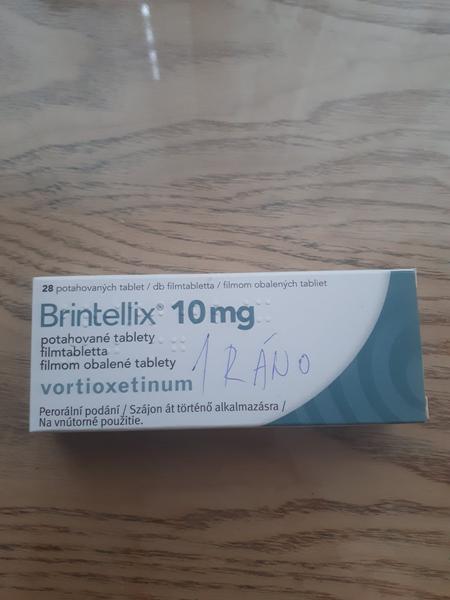 28 potahovaných tablet / db filmtabletta / filmom obalených tabliet
Brintellix® 10 mg
potahované tablety
filmtabletta
filmom obalené tablety
vortioxetinum
1 RÁNO
Perorální podání / Szájon át történő alkalmazásra /
Na vnútorné použitie.